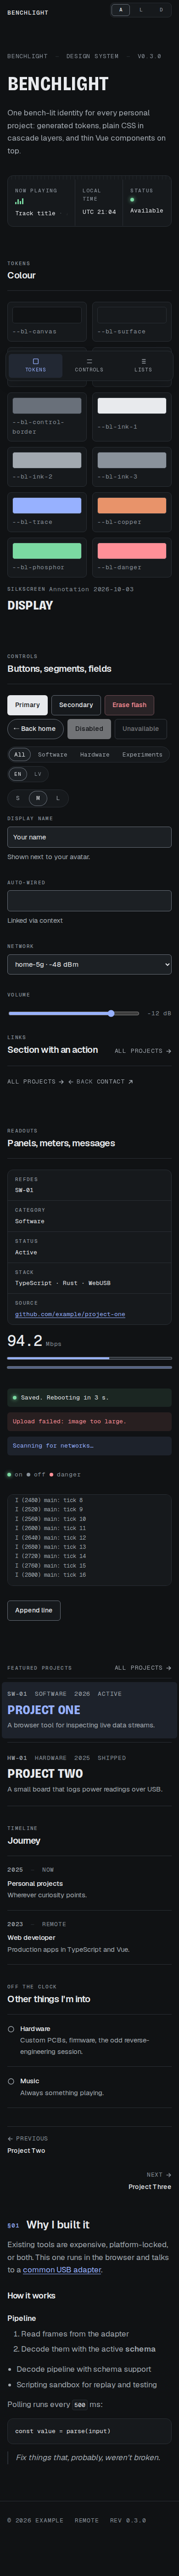 BENCHLIGHT
A L D
BENCHLIGHT · DESIGN SYSTEM · V0.3.0
BENCHLIGHT
One bench-lit identity for every personal
project: generated tokens, plain CSS in
cascade layers, and thin Vue components on
top.
NOW PLAYING
Track title
LOCAL
TIME
UTC 21:04
STATUS
Available
TOKENS
Colour
--bl-canvas
--bl-surface
TOKENS
CONTROLS
LISTS
--bl-control-
border
--bl-ink-1
--bl-ink-2
--bl-ink-3
--bl-trace
--bl-copper
--bl-phosphor
--bl-danger
SILKSCREEN Annotation 2026-10-03
DISPLAY
CONTROLS
Buttons, segments, fields
Primary
Secondary
Erase flash
← Back home
Disabled
Unavailable
All Software Hardware Experiments
EN LV
S M L
DISPLAY NAME
Your name
Shown next to your avatar.
AUTO-WIRED
Linked via context
NETWORK
home-5g · -48 dBm
VOLUME
-12 dB
LINKS
Section with an action
ALL PROJECTS →
ALL PROJECTS → ← BACK CONTACT ↗
READOUTS
Panels, meters, messages
REFDES
SW-01
CATEGORY
Software
STATUS
Active
STACK
TypeScript · Rust · WebUSB
SOURCE
github.com/example/project-one
94.2 Mbps
Saved. Rebooting in 3 s.
Upload failed: image too large.
Scanning for networks…
on off danger
I (2480) main: tick 8
I (2520) main: tick 9
I (2560) main: tick 10
I (2600) main: tick 11
I (2640) main: tick 12
I (2680) main: tick 13
I (2720) main: tick 14
I (2760) main: tick 15
I (2800) main: tick 16
Append line
FEATURED PROJECTS
ALL PROJECTS →
SW-01 SOFTWARE 2026 ACTIVE
PROJECT ONE
A browser tool for inspecting live data streams.
HW-01 HARDWARE 2025 SHIPPED
PROJECT TWO
A small board that logs power readings over USB.
TIMELINE
Journey
2025 · NOW
Personal projects
Wherever curiosity points.
2023 · REMOTE
Web developer
Production apps in TypeScript and Vue.
OFF THE CLOCK
Other things I'm into
Hardware
Custom PCBs, firmware, the odd reverse-
engineering session.
Music
Always something playing.
← PREVIOUS
Project Two
NEXT →
Project Three
§01 Why I built it
Existing tools are expensive, platform-locked,
or both. This one runs in the browser and talks
to a common USB adapter.
How it works
Pipeline
1. Read frames from the adapter
2. Decode them with the active schema
• Decode pipeline with schema support
• Scripting sandbox for replay and testing
Polling runs every 500 ms:
const value = parse(input)
Fix things that, probably, weren't broken.
© 2026 EXAMPLE REMOTE REV 0.3.0